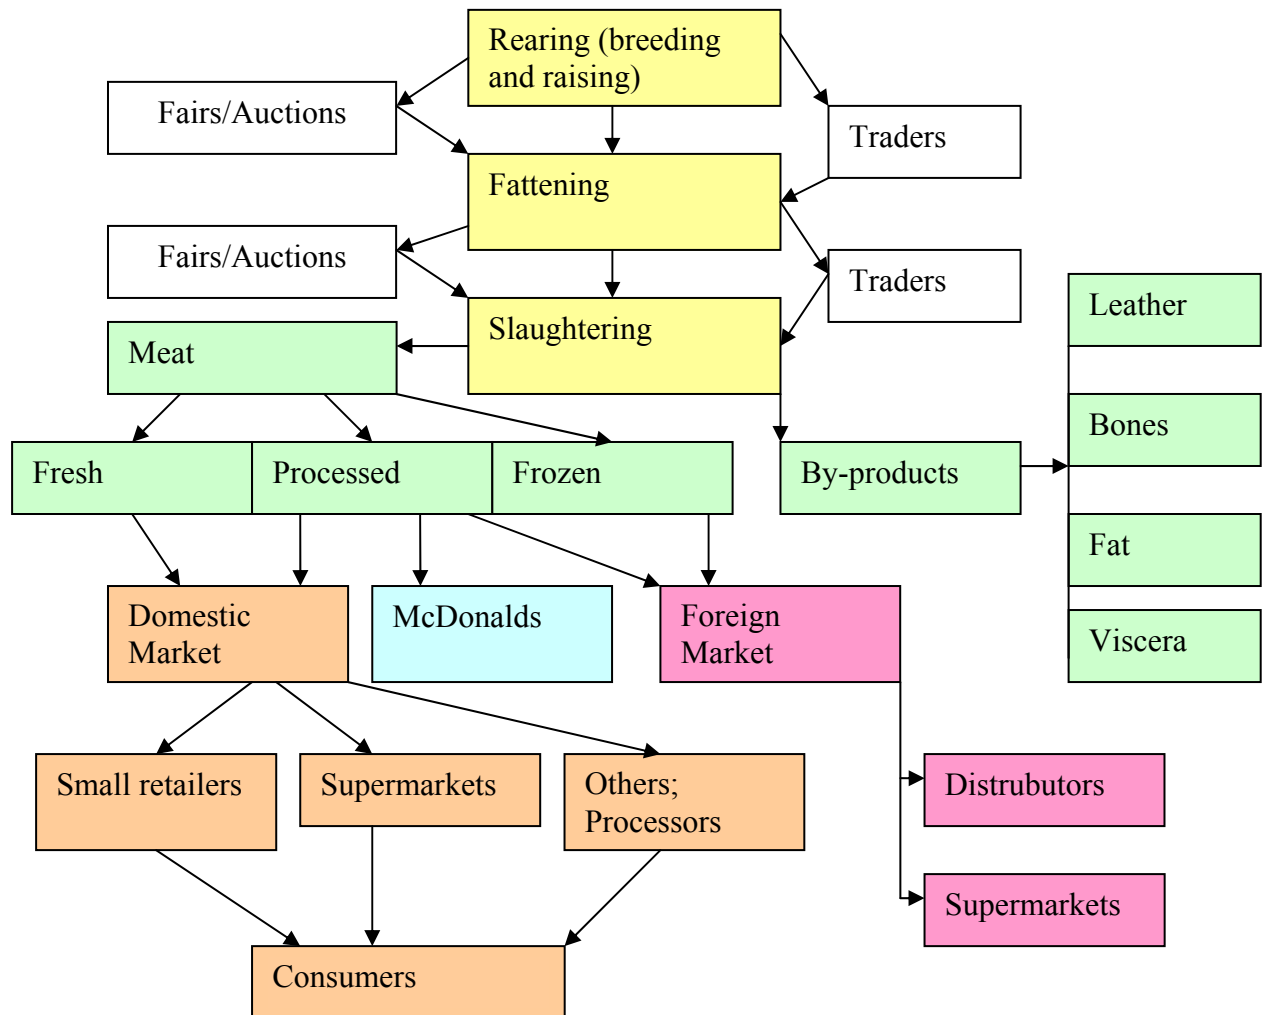 Rearing (breeding
and raising)
Fairs/Auctions
Traders
Fattening
Fairs/Auctions
Traders
Slaughtering
Leather
Meat
Bones
Fresh
Processed
Frozen
By-products
Fat
Domestic
Market
McDonalds
Foreign
Market
Viscera
Small retailers
Supermarkets
Others;
Processors
Distrubutors
Supermarkets
Consumers